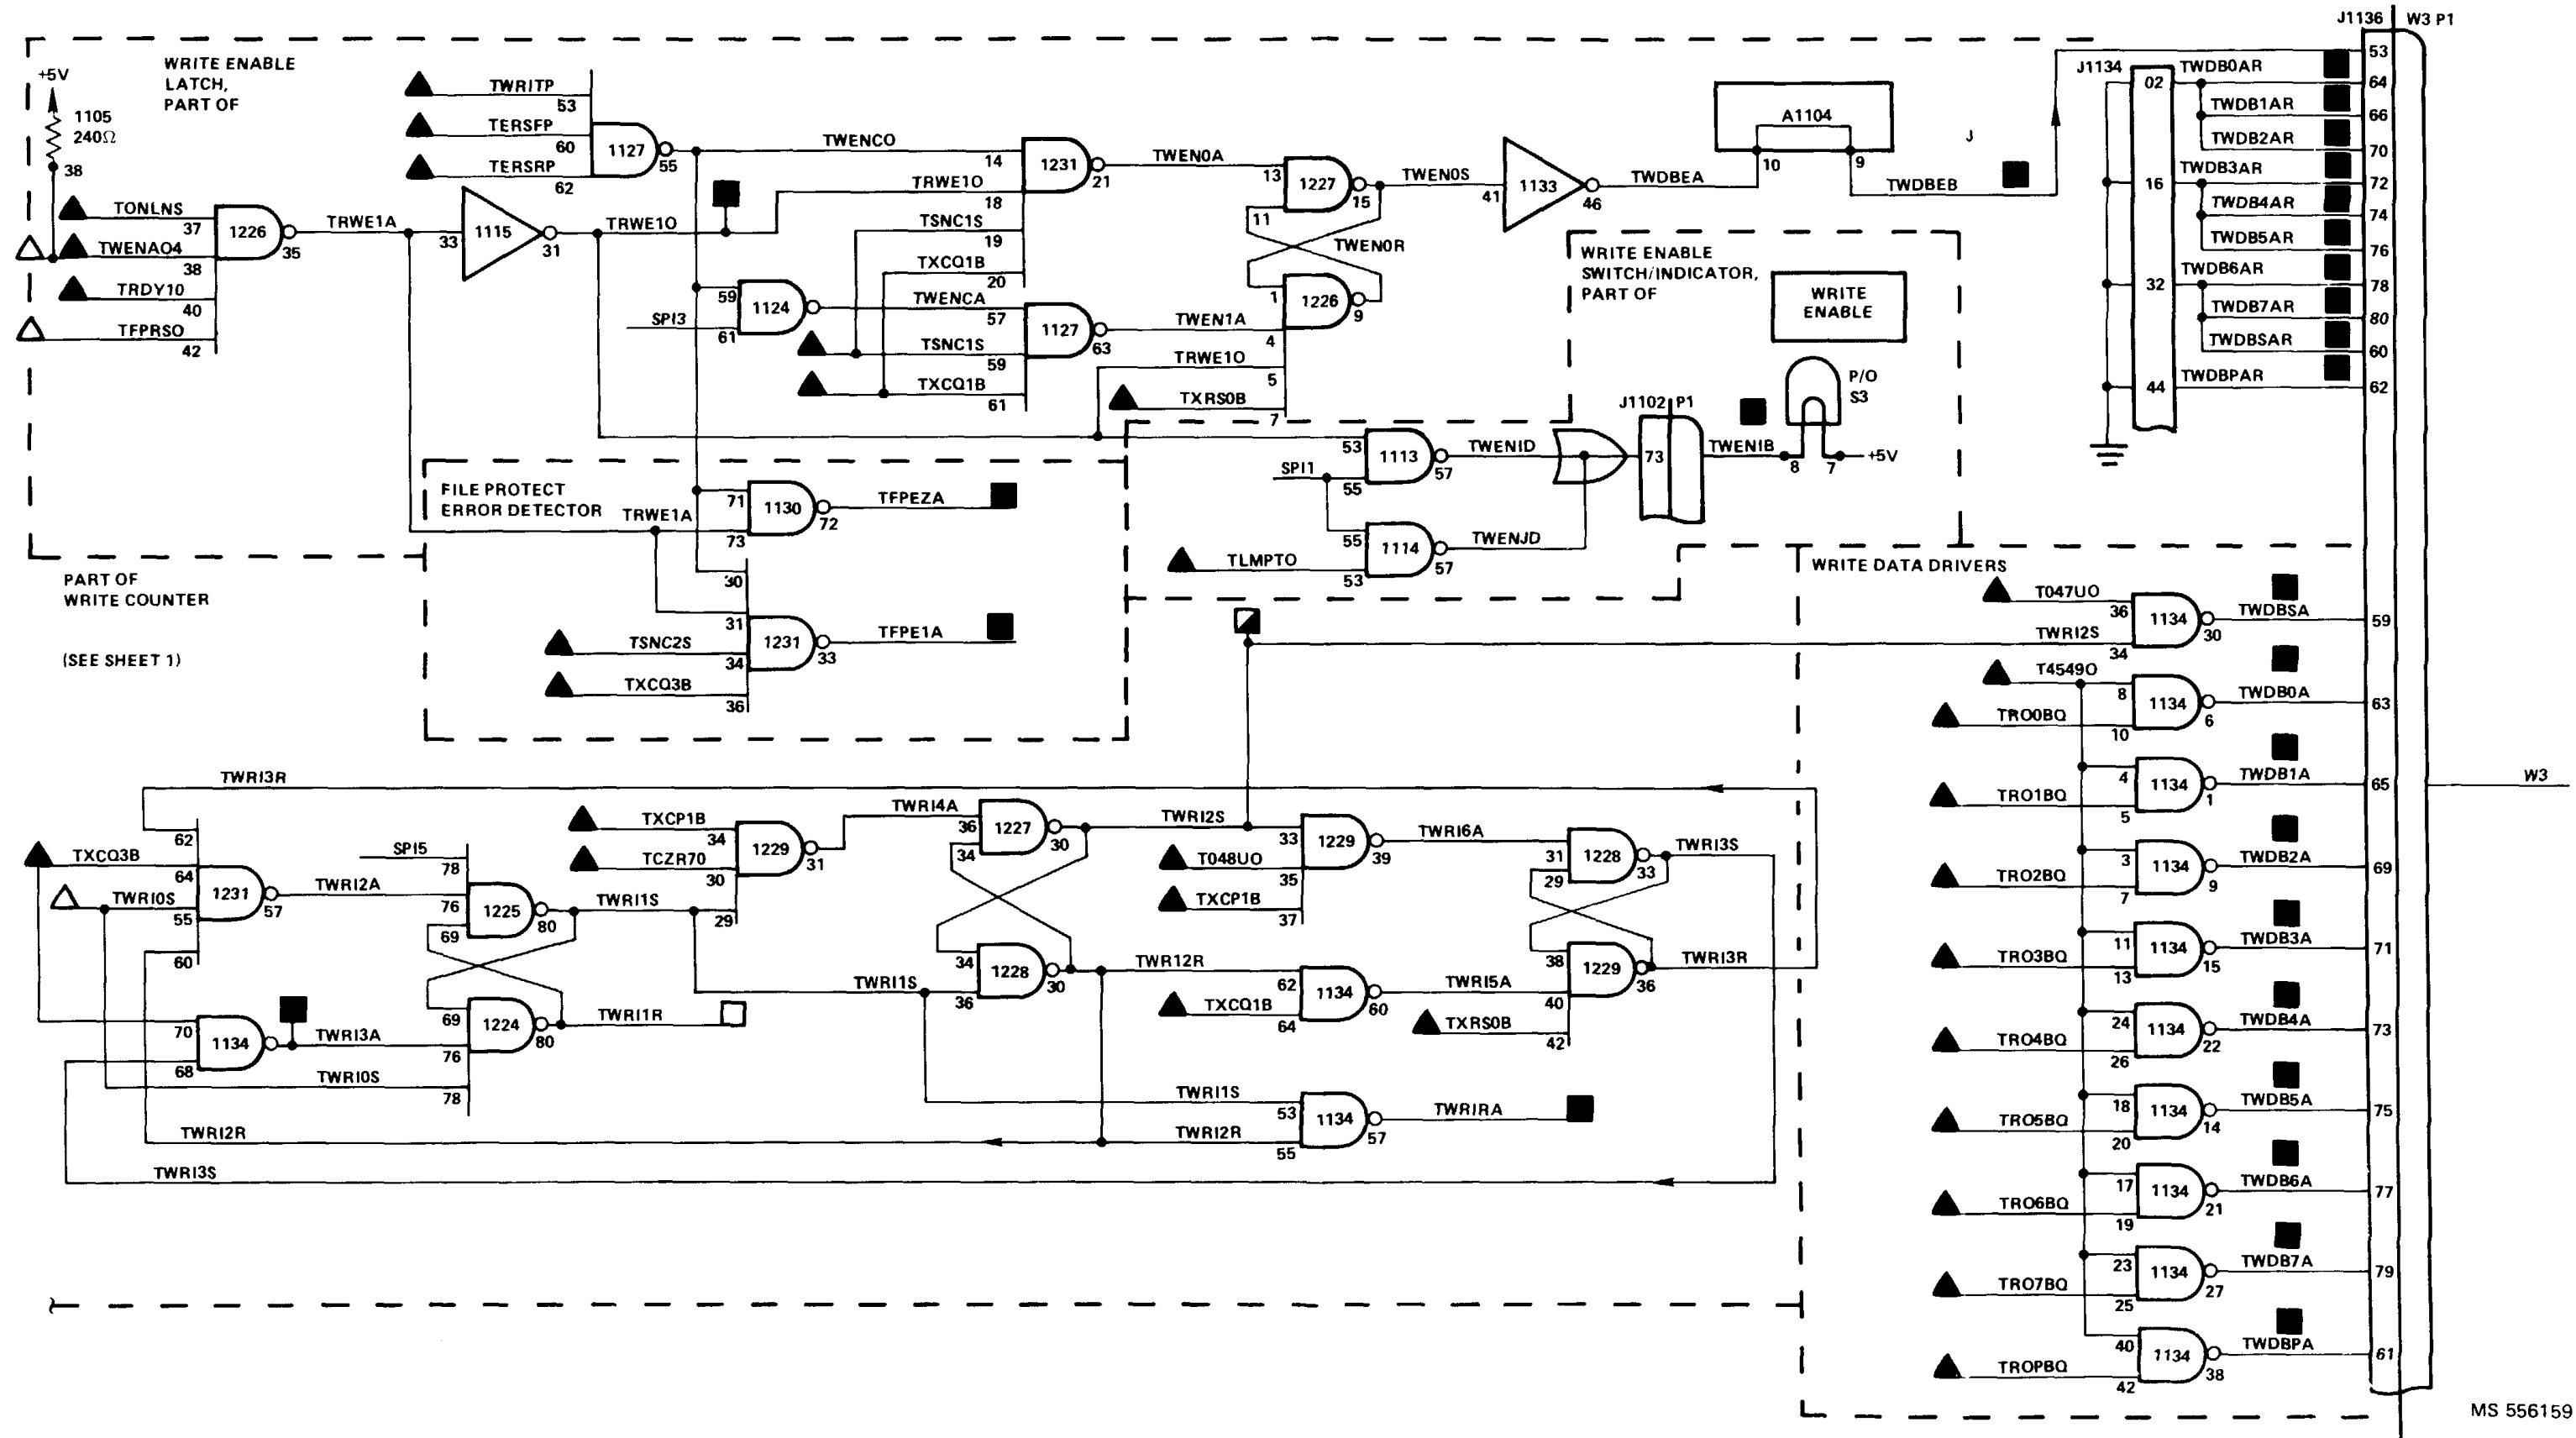 J1136 W3 P1
WRITE ENABLE
LATCH,
PART OF
+5V
1105
240Ω
38
TONLNS
37
TWENAO4
38
TRDY10
40
TFPRSO
42
1226
35
TRWE1A
33
1115
31
TRWE1O
TWRITP
53
TERSFP
60
TERSRP
62
1127
55
TWENCO
14
TRWE1O
18
TSNC1S
19
TXCQ1B
20
1231
21
TWEN0A
13
11
1227
15
TWEN0S
41
1133
46
TWDBEA
A1104
10
9
TWDBEB
J
53
59
SPI3
61
1124
TWENCA
57
TSNC1S
59
TXCQ1B
61
1127
63
TWEN1A
TWENOR
1
1226
9
4
TRWE1O
5
TXRS0B
7
WRITE ENABLE
SWITCH/INDICATOR,
PART OF
WRITE
ENABLE
P/O
S3
J1102 P1
53
SPI1
55
1113
57
TWENID
73
TWENIB
8
7
+5V
55
TLMPTO
53
1114
57
TWENJD
J1134
02
16
32
44
TWDB0AR
64
TWDB1AR
66
TWDB2AR
70
TWDB3AR
72
TWDB4AR
74
TWDB5AR
76
TWDB6AR
78
TWDB7AR
80
TWDBSAR
60
TWDBPAR
62
FILE PROTECT
ERROR DETECTOR
TRWE1A
71
73
1130
72
TFPEZA
30
31
TSNC2S
34
TXCQ3B
36
1231
33
TFPE1A
PART OF
WRITE COUNTER
(SEE SHEET 1)
WRITE DATA DRIVERS
T047UO
36
TWRI2S
34
1134
30
TWDBSA
59
T4549O
8
TRO0BQ
10
1134
6
TWDB0A
63
4
TRO1BQ
5
1134
1
TWDB1A
65
W3
3
TRO2BQ
7
1134
9
TWDB2A
69
11
TRO3BQ
13
1134
15
TWDB3A
71
24
TRO4BQ
26
1134
22
TWDB4A
73
18
TRO5BQ
20
1134
14
TWDB5A
75
17
TRO6BQ
19
1134
21
TWDB6A
77
23
TRO7BQ
25
1134
27
TWDB7A
79
40
TROPBQ
42
1134
38
TWDBPA
61
TWRI3R
62
TXCQ3B
64
TWRI0S
55
60
1231
57
TWRI2A
SPI5
78
76
69
1225
80
TWRI1S
70
68
1134
TWRI3A
69
76
TWRI0S
78
1224
80
TWRI1R
TXCP1B
34
TCZR70
30
29
1229
31
TWRI4A
36
34
1227
30
TWRI2S
TWRI1S
34
36
1228
30
TWR12R
33
T048UO
35
TXCP1B
37
1229
39
TWRI6A
31
29
1228
33
TWRI3S
62
TXCQ1B
64
1134
60
TWRI5A
38
40
TXRS0B
42
1229
36
TWRI3R
TWRI1S
53
TWRI2R
55
1134
57
TWRIRA
TWRI2R
TWRI3S
MS 556159